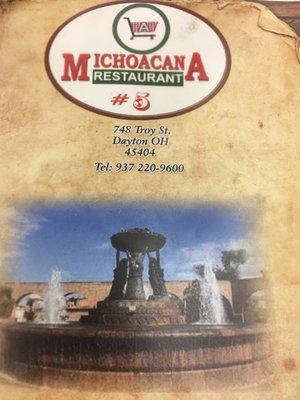 A
MICHOACANA
RESTAURANT
# 5
748 Troy St.
Dayton OH
45404
Tel: 937 220-9600